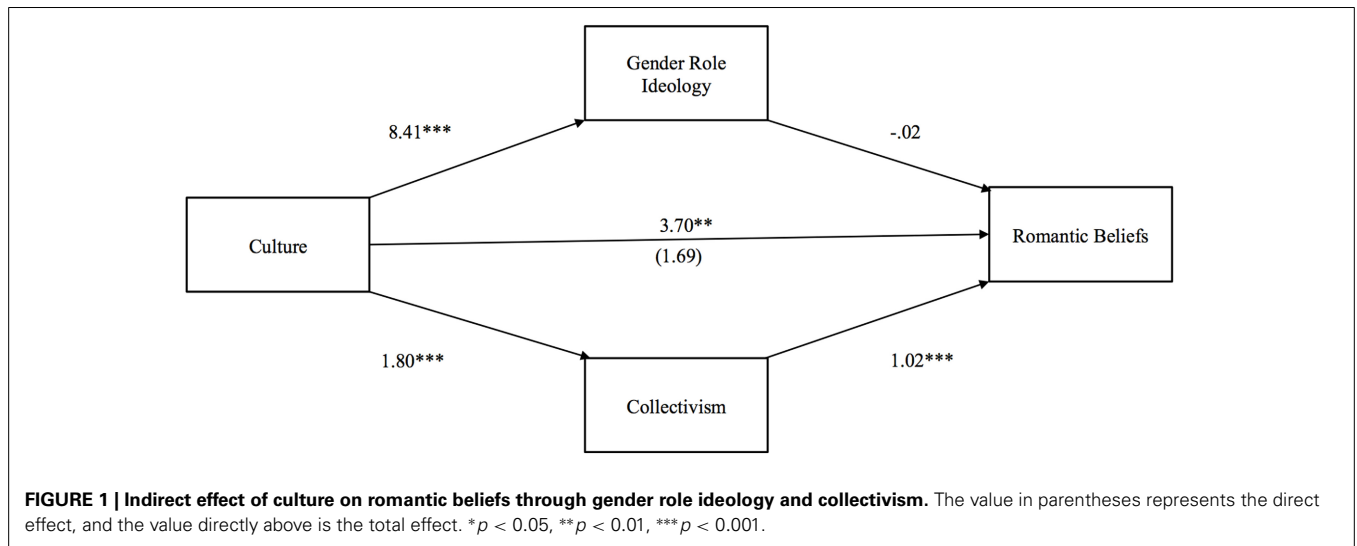 Gender Role
Ideology
8.41***
-.02
Culture
3.70**
(1.69)
Romantic Beliefs
1.80***
1.02***
Collectivism
FIGURE 1 | Indirect effect of culture on romantic beliefs through gender role ideology and collectivism. The value in parentheses represents the direct
effect, and the value directly above is the total effect. *p < 0.05, **p < 0.01, ***p < 0.001.